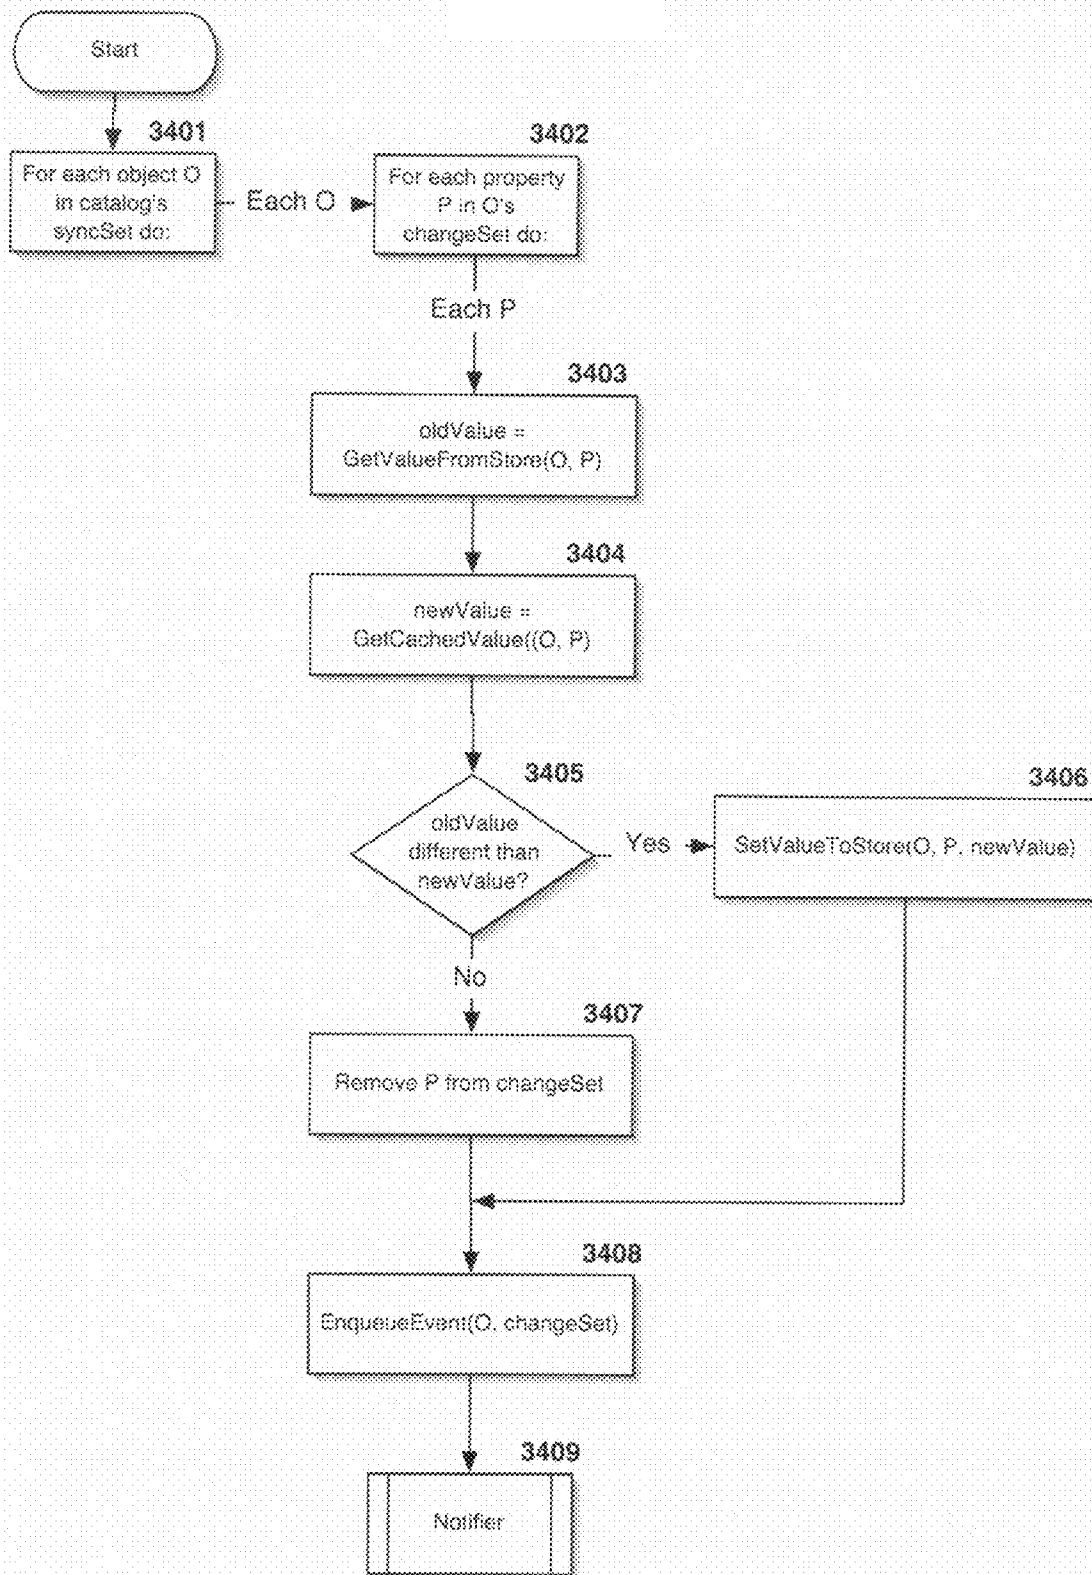 Start
3401
For each object O
in catalog's
syncSet do:
Each O
3402
For each property
P in O's
changeSet do:
Each P
3403
oldValue =
GetValueFromStore(O, P)
3404
newValue =
GetCachedValue((O, P)
3405
oldValue
different than
newValue?
Yes
3406
SetValueToStore(O, P, newValue)
No
3407
Remove P from changeSet
3408
EnqueueEvent(O, changeSet)
3409
Notifier